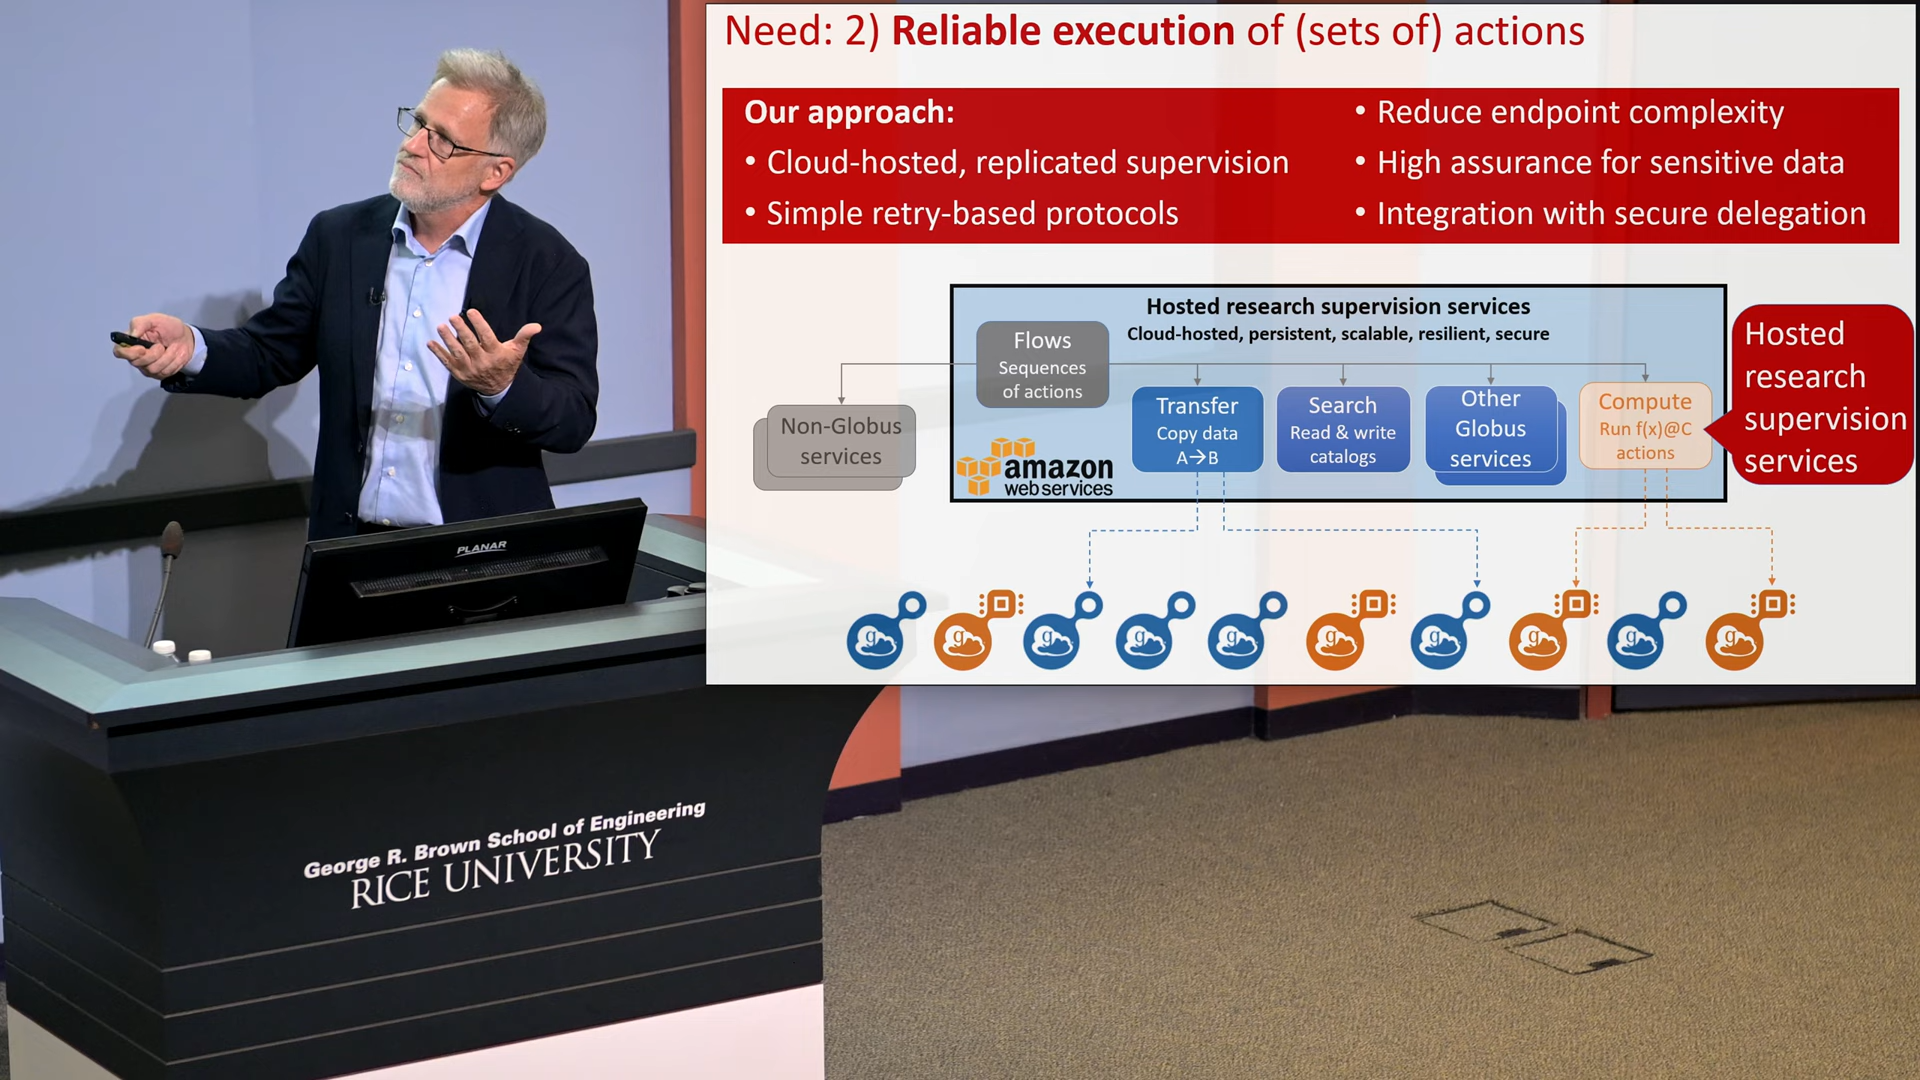 Need: 2) Reliable execution of (sets of) actions
Our approach:
• Cloud-hosted, replicated supervision
• Simple retry-based protocols
• Reduce endpoint complexity
• High assurance for sensitive data
• Integration with secure delegation
Hosted research supervision services
Cloud-hosted, persistent, scalable, resilient, secure
Flows
Sequences
of actions
Non-Globus
services
Transfer
Copy data
A→B
Search
Read & write
catalogs
Other
Globus
services
Compute
Run f(x)@C
actions
Hosted
research
supervision
services
amazon
webservices
g
g
g
g
g
g
g
g
g
g
PLANAR
George R. Brown School of Engineering
RICE UNIVERSITY